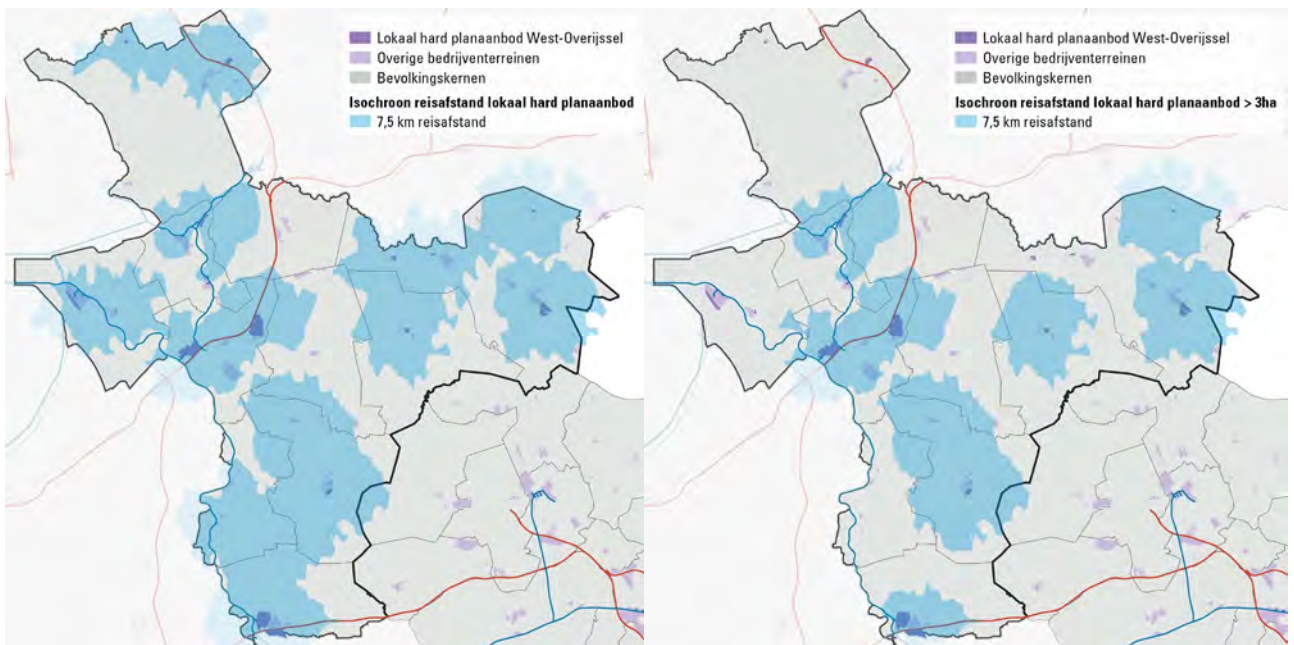 Lokaal hard planaanbod West-Overijssel
Overige bedrijventerreinen
Bevolkingskernen
Isochroon reisafstand lokaal hard planaanbod
7,5 km reisafstand
Lokaal hard planaanbod West-Overijssel
Overige bedrijventerreinen
Bevolkingskernen
Isochroon reisafstand lokaal hard planaanbod > 3ha
7,5 km reisafstand